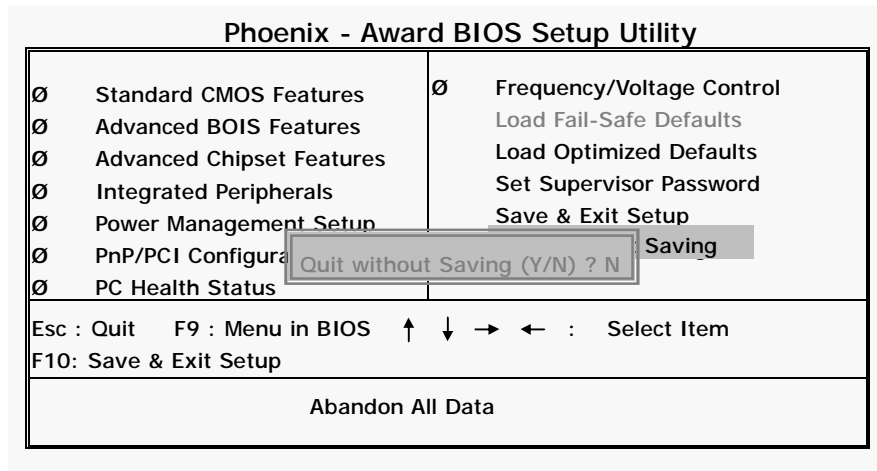 Phoenix - Award BIOS Setup Utility
Ø Standard CMOS Features
Ø Advanced BOIS Features
Ø Advanced Chipset Features
Ø Integrated Peripherals
Ø Power Management Setup
Ø PnP/PCI Configura
Ø PC Health Status
Ø Frequency/Voltage Control
Load Fail-Safe Defaults
Load Optimized Defaults
Set Supervisor Password
Save & Exit Setup
Saving
Quit without Saving (Y/N) ? N
Esc : Quit F9 : Menu in BIOS ↑ ↓ → ← : Select Item
F10: Save & Exit Setup
Abandon All Data